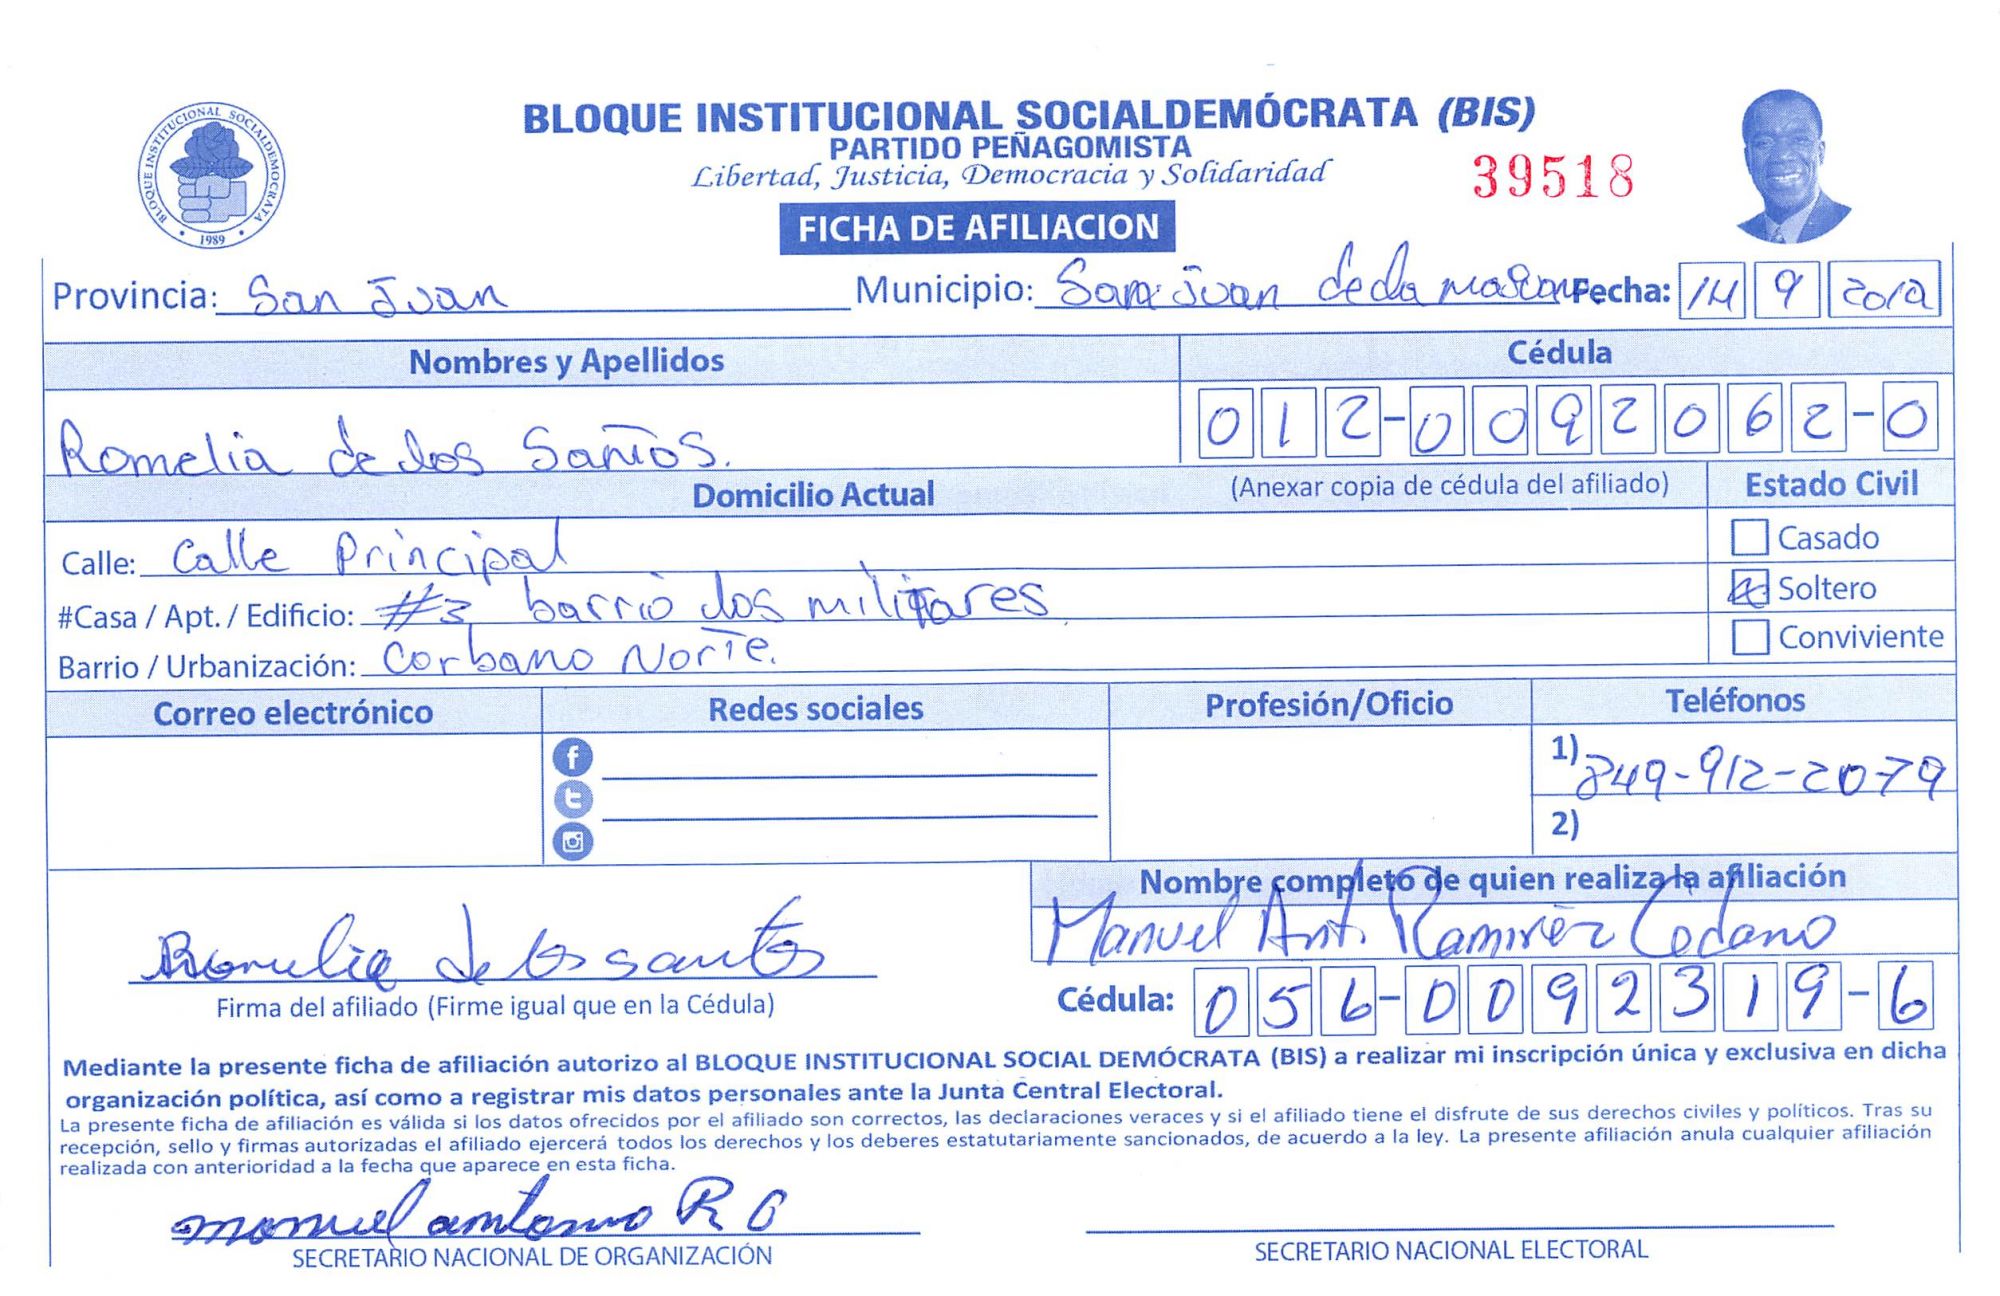 BLOQUE INSTITUCIONAL SOCIALDEMOCRATA
1989
BLOQUE INSTITUCIONAL SOCIALDEMÓCRATA (BIS)
PARTIDO PEÑAGOMISTA
Libertad, Justicia, Democracia y Solidaridad
39518
FICHA DE AFILIACION
Provincia: San Juan Municipio: San Juan de la Fecha: 14 9 2012
Nombres y Apellidos Cédula
Romelia de los Santos. 012-0092062-0
Domicilio Actual (Anexar copia de cédula del afiliado) Estado Civil
Calle: Calle Principal Casado
#Casa / Apt. / Edificio: #3 barrio los militares Soltero
Barrio / Urbanización: Corbano Norte. Conviviente
Correo electrónico Redes sociales Profesión/Oficio Teléfonos
1) 849-912-2079
2)
Nombre completo de quien realiza la afiliación
Manuel Ant. Ramirez Cedano
Romelia de los santos
Firma del afiliado (Firme igual que en la Cédula) Cédula: 056-0092319-6
Mediante la presente ficha de afiliación autorizo al BLOQUE INSTITUCIONAL SOCIAL DEMÓCRATA (BIS) a realizar mi inscripción única y exclusiva en dicha
organización política, así como a registrar mis datos personales ante la Junta Central Electoral.
La presente ficha de afiliación es válida si los datos ofrecidos por el afiliado son correctos, las declaraciones veraces y si el afiliado tiene el disfrute de sus derechos civiles y políticos. Tras su
recepción, sello y firmas autorizadas el afiliado ejercerá todos los derechos y los deberes estatutariamente sancionados, de acuerdo a la ley. La presente afiliación anula cualquier afiliación
realizada con anterioridad a la fecha que aparece en esta ficha.
manuel antonio R C
SECRETARIO NACIONAL DE ORGANIZACIÓN SECRETARIO NACIONAL ELECTORAL